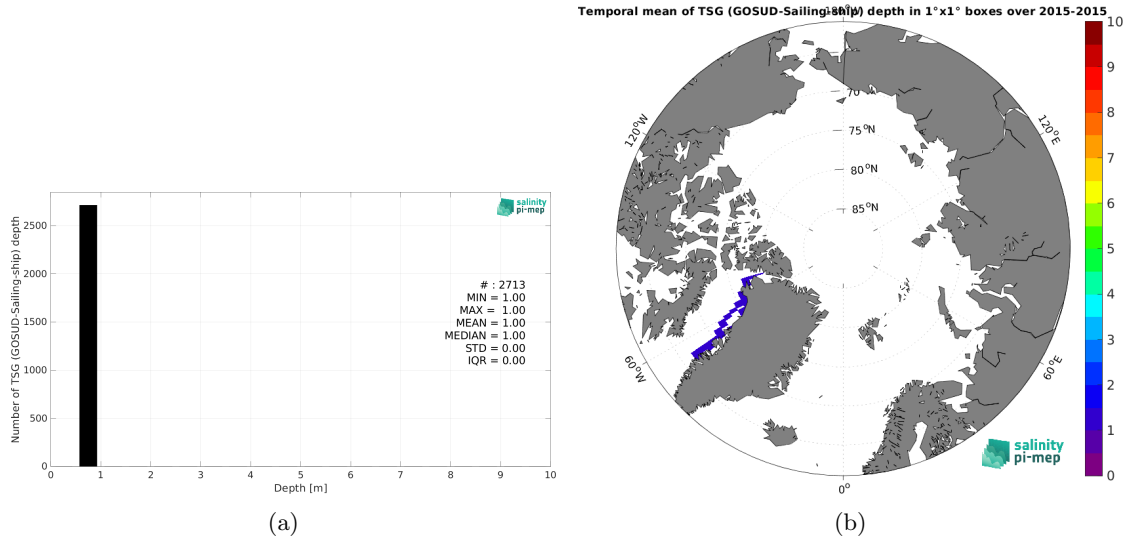 Number of TSG (GOSUD-Sailing-ship) depth
2500
2000
1500
1000
500
0
0 1 2 3 4 5 6 7 8 9 10
Depth [m]
salinity
pi-mep
# : 2713
MIN = 1.00
MAX = 1.00
MEAN = 1.00
MEDIAN = 1.00
STD = 0.00
IQR = 0.00
(a)
Temporal mean of TSG (GOSUD-Sailing-ship) depth in 1°x1° boxes over 2015-2015
120°W
120°E
60°W
60°E
0°
70
75°N
80°N
85°N
10
9
8
7
6
5
4
3
2
1
0
salinity
pi-mep
(b)